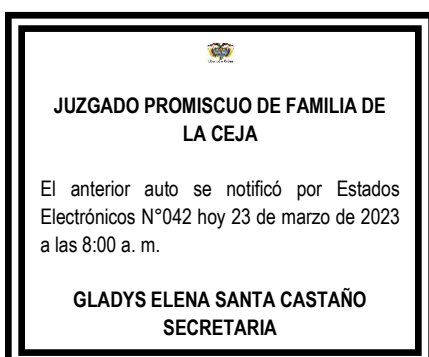 JUZGADO PROMISCUO DE FAMILIA DE
LA CEJA
El anterior auto se notificó por Estados
Electrónicos N°042 hoy 23 de marzo de 2023
a las 8:00 a. m.
GLADYS ELENA SANTA CASTAÑO
SECRETARIA